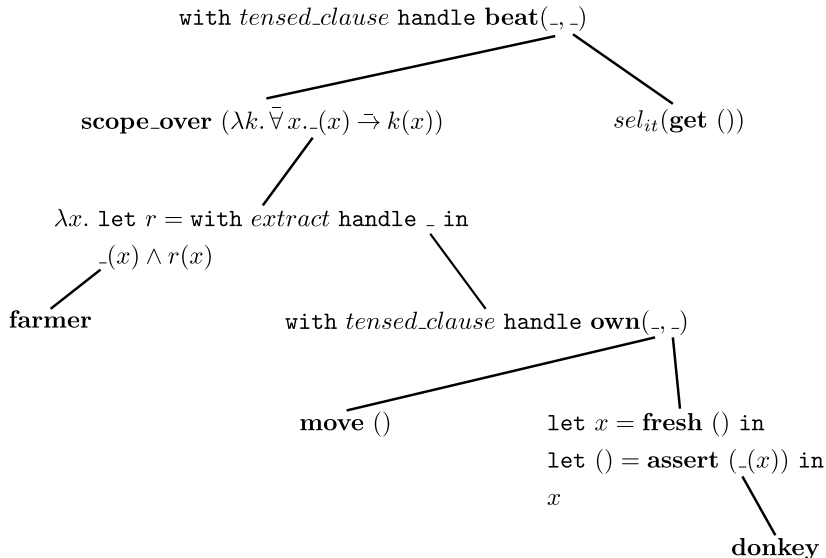 with tensed_clause handle beat(_, _)
scope_over (λk. ∀̄ x._(x) →̄ k(x))
sel_it(get ())
λx. let r = with extract handle _ in
_(x) ∧ r(x)
farmer
with tensed_clause handle own(_, _)
move ()
let x = fresh () in
let () = assert (_(x)) in
x
donkey